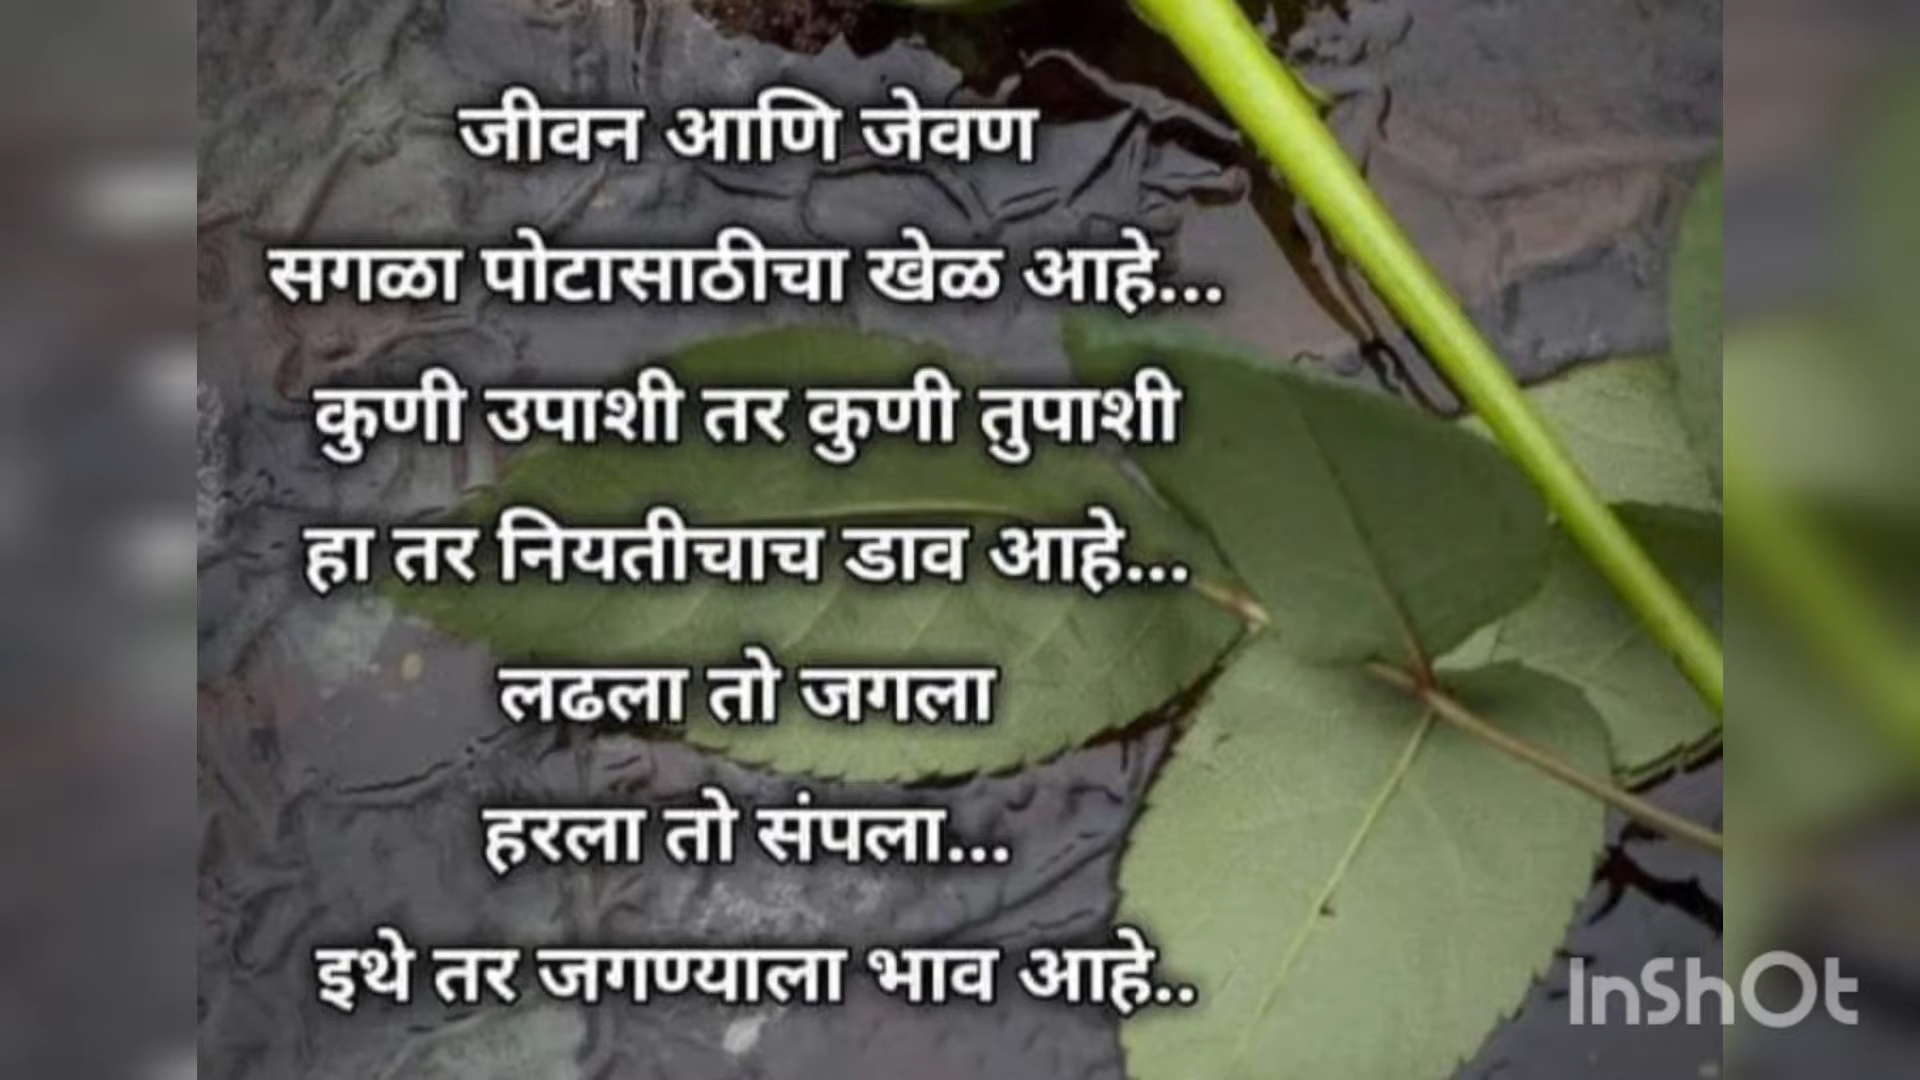 जीवन आणि जेवण
सगळा पोटासाठीचा खेळ आहे...
कुणी उपाशी तर कुणी तुपाशी
हा तर नियतीचाच डाव आहे...
लढला तो जगला
हरला तो संपला...
इथे तर जगण्याला भाव आहे..
InShOt